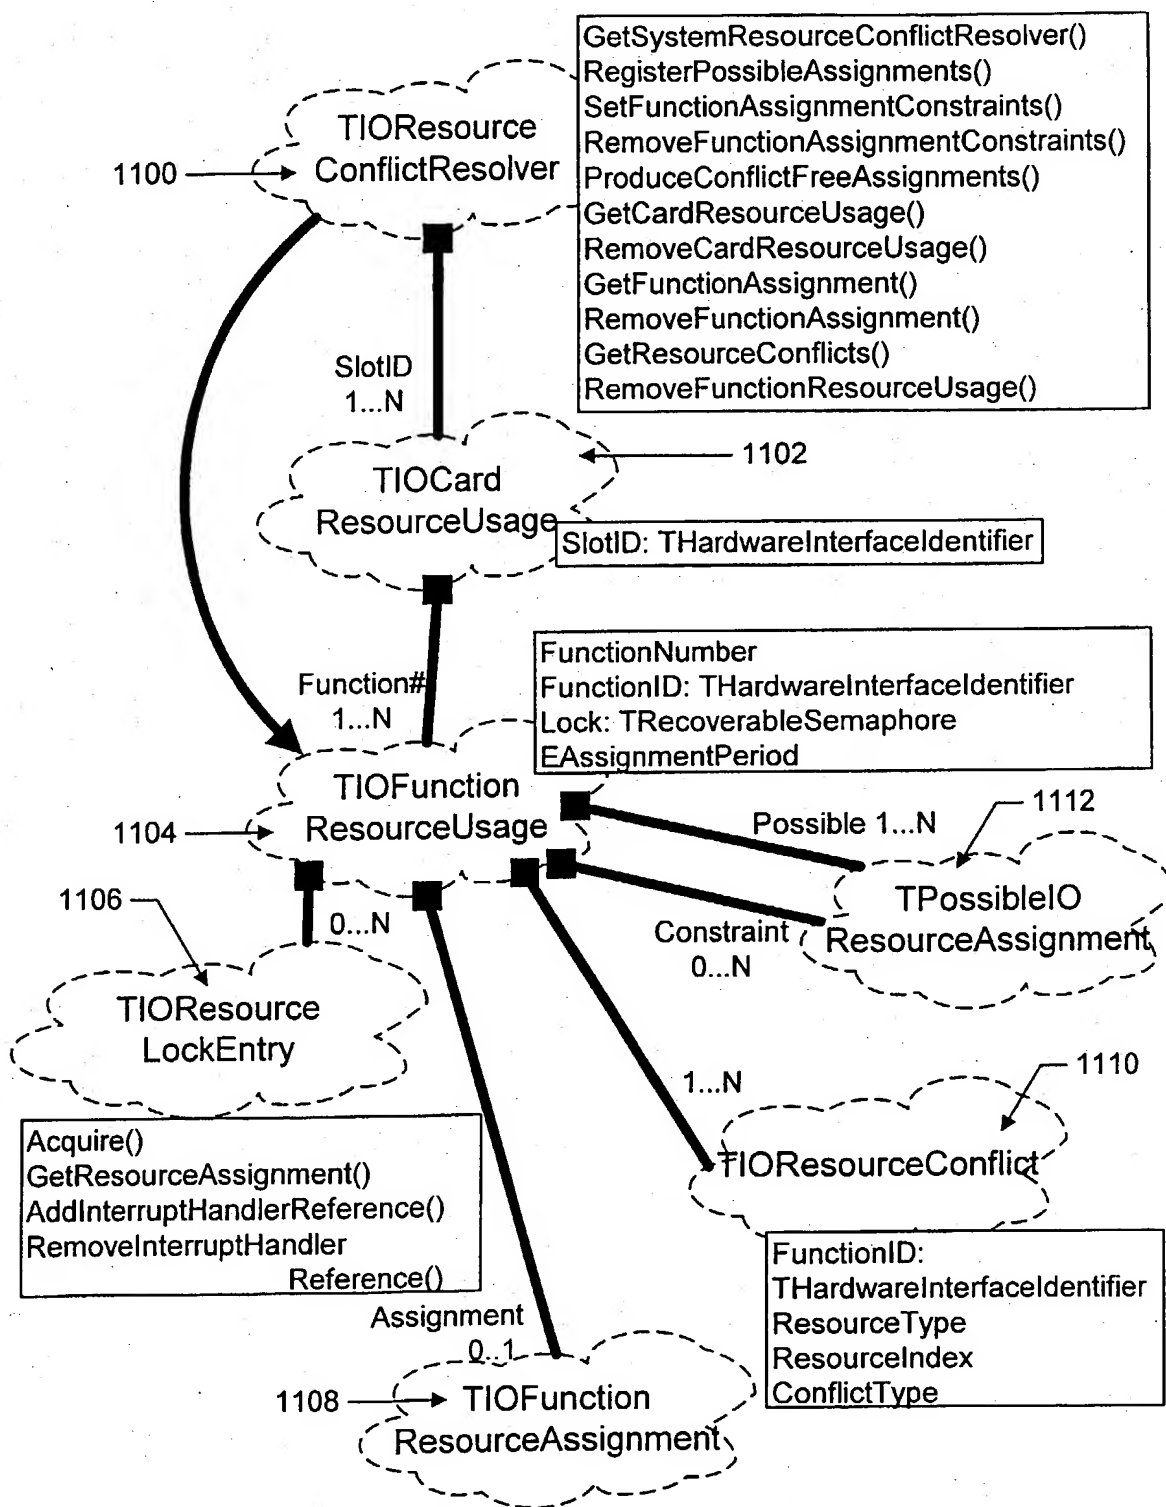 GetSystemResourceConflictResolver()
RegisterPossibleAssignments()
SetFunctionAssignmentConstraints()
RemoveFunctionAssignmentConstraints()
ProduceConflictFreeAssignments()
GetCardResourceUsage()
RemoveCardResourceUsage()
GetFunctionAssignment()
RemoveFunctionAssignment()
GetResourceConflicts()
RemoveFunctionResourceUsage()
TIOResource
ConflictResolver
1100
SlotID
1...N
1102
TIOCard
ResourceUsage
SlotID: THardwareInterfaceIdentifier
Function#
1...N
FunctionNumber
FunctionID: THardwareInterfaceIdentifier
Lock: TRecoverableSemaphore
EAssignmentPeriod
TIOFunction
ResourceUsage
1104
Possible 1...N
1112
TPossibleIO
ResourceAssignment
Constraint
0...N
1106
0...N
TIOResource
LockEntry
Acquire()
GetResourceAssignment()
AddInterruptHandlerReference()
RemoveInterruptHandler
Reference()
1...N
1110
TIOResourceConflict
FunctionID:
THardwareInterfaceIdentifier
ResourceType
ResourceIndex
ConflictType
Assignment
0..1
1108
TIOFunction
ResourceAssignment